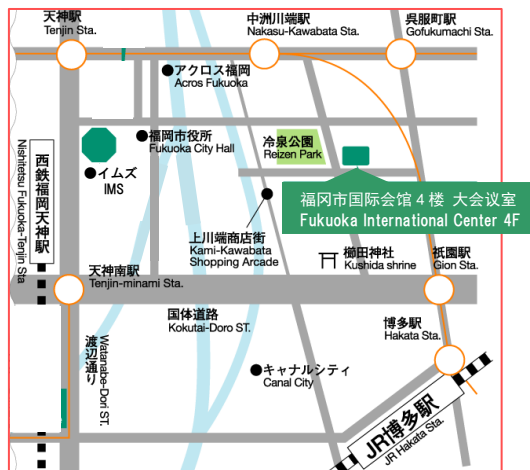 天神駅
Tenjin Sta.
中洲川端駅
Nakasu-Kawabata Sta.
呉服町駅
Gofukumachi Sta.
アクロス福岡
Acros Fukuoka
福岡市役所
Fukuoka City Hall
冷泉公園
Reizen Park
イムズ
IMS
西鉄福岡天神駅
Nishitetsu Fukuoka-Tenjin Sta
福冈市国际会馆 4 楼 大会议室
Fukuoka International Center 4F
上川端商店街
Kami-Kawabata
Shopping Arcade
櫛田神社
Kushida shrine
祇園駅
Gion Sta.
天神南駅
Tenjin-minami Sta.
国体道路
Kokutai-Doro ST.
博多駅
Hakata Sta.
渡辺通り
Watanabe-Dori ST.
キャナルシティ
Canal City
JR博多駅
JR Hakata Sta.